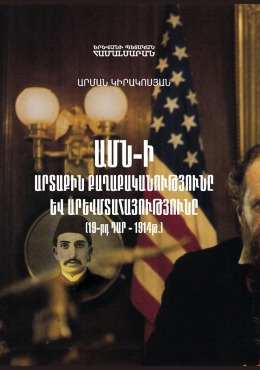 ԵՐԵՎԱՆԻ ՊԵՏԱԿԱՆ
ՀԱՄԱԼՍԱՐԱՆ
ԱՐՄԱՆ ԿԻՐԱԿՈՍՅԱՆ
ԱՄՆ-Ի
ԱՐՏԱՔԻՆ ՔԱՂԱՔԱԿԱՆՈՒԹՅՈՒՆԸ
ԵՎ ԱՐԵՎՄՏԱՀԱՅՈՒԹՅՈՒՆԸ
(19-րդ ԴԱՐ - 1914թ.)